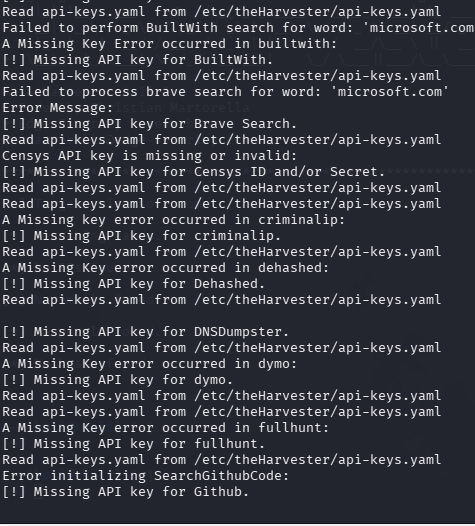 Read api-keys.yaml from /etc/theHarvester/api-keys.yaml
Failed to perform BuiltWith search for word: 'microsoft.com
A Missing Key Error occurred in builtwith:
[!] Missing API key for BuiltWith.
Read api-keys.yaml from /etc/theHarvester/api-keys.yaml
Failed to process brave search for word: 'microsoft.com'
Error Message:
[!] Missing API key for Brave Search.
Read api-keys.yaml from /etc/theHarvester/api-keys.yaml
Censys API key is missing or invalid:
[!] Missing API key for Censys ID and/or Secret.
Read api-keys.yaml from /etc/theHarvester/api-keys.yaml
Read api-keys.yaml from /etc/theHarvester/api-keys.yaml
A Missing Key error occurred in criminalip:
[!] Missing API key for criminalip.
Read api-keys.yaml from /etc/theHarvester/api-keys.yaml
A Missing Key error occurred in dehashed:
[!] Missing API key for Dehashed.
Read api-keys.yaml from /etc/theHarvester/api-keys.yaml
[!] Missing API key for DNSDumpster.
Read api-keys.yaml from /etc/theHarvester/api-keys.yaml
A Missing Key error occurred in dymo:
[!] Missing API key for dymo.
Read api-keys.yaml from /etc/theHarvester/api-keys.yaml
Read api-keys.yaml from /etc/theHarvester/api-keys.yaml
A Missing Key error occurred in fullhunt:
[!] Missing API key for fullhunt.
Read api-keys.yaml from /etc/theHarvester/api-keys.yaml
Error initializing SearchGithubCode:
[!] Missing API key for Github.